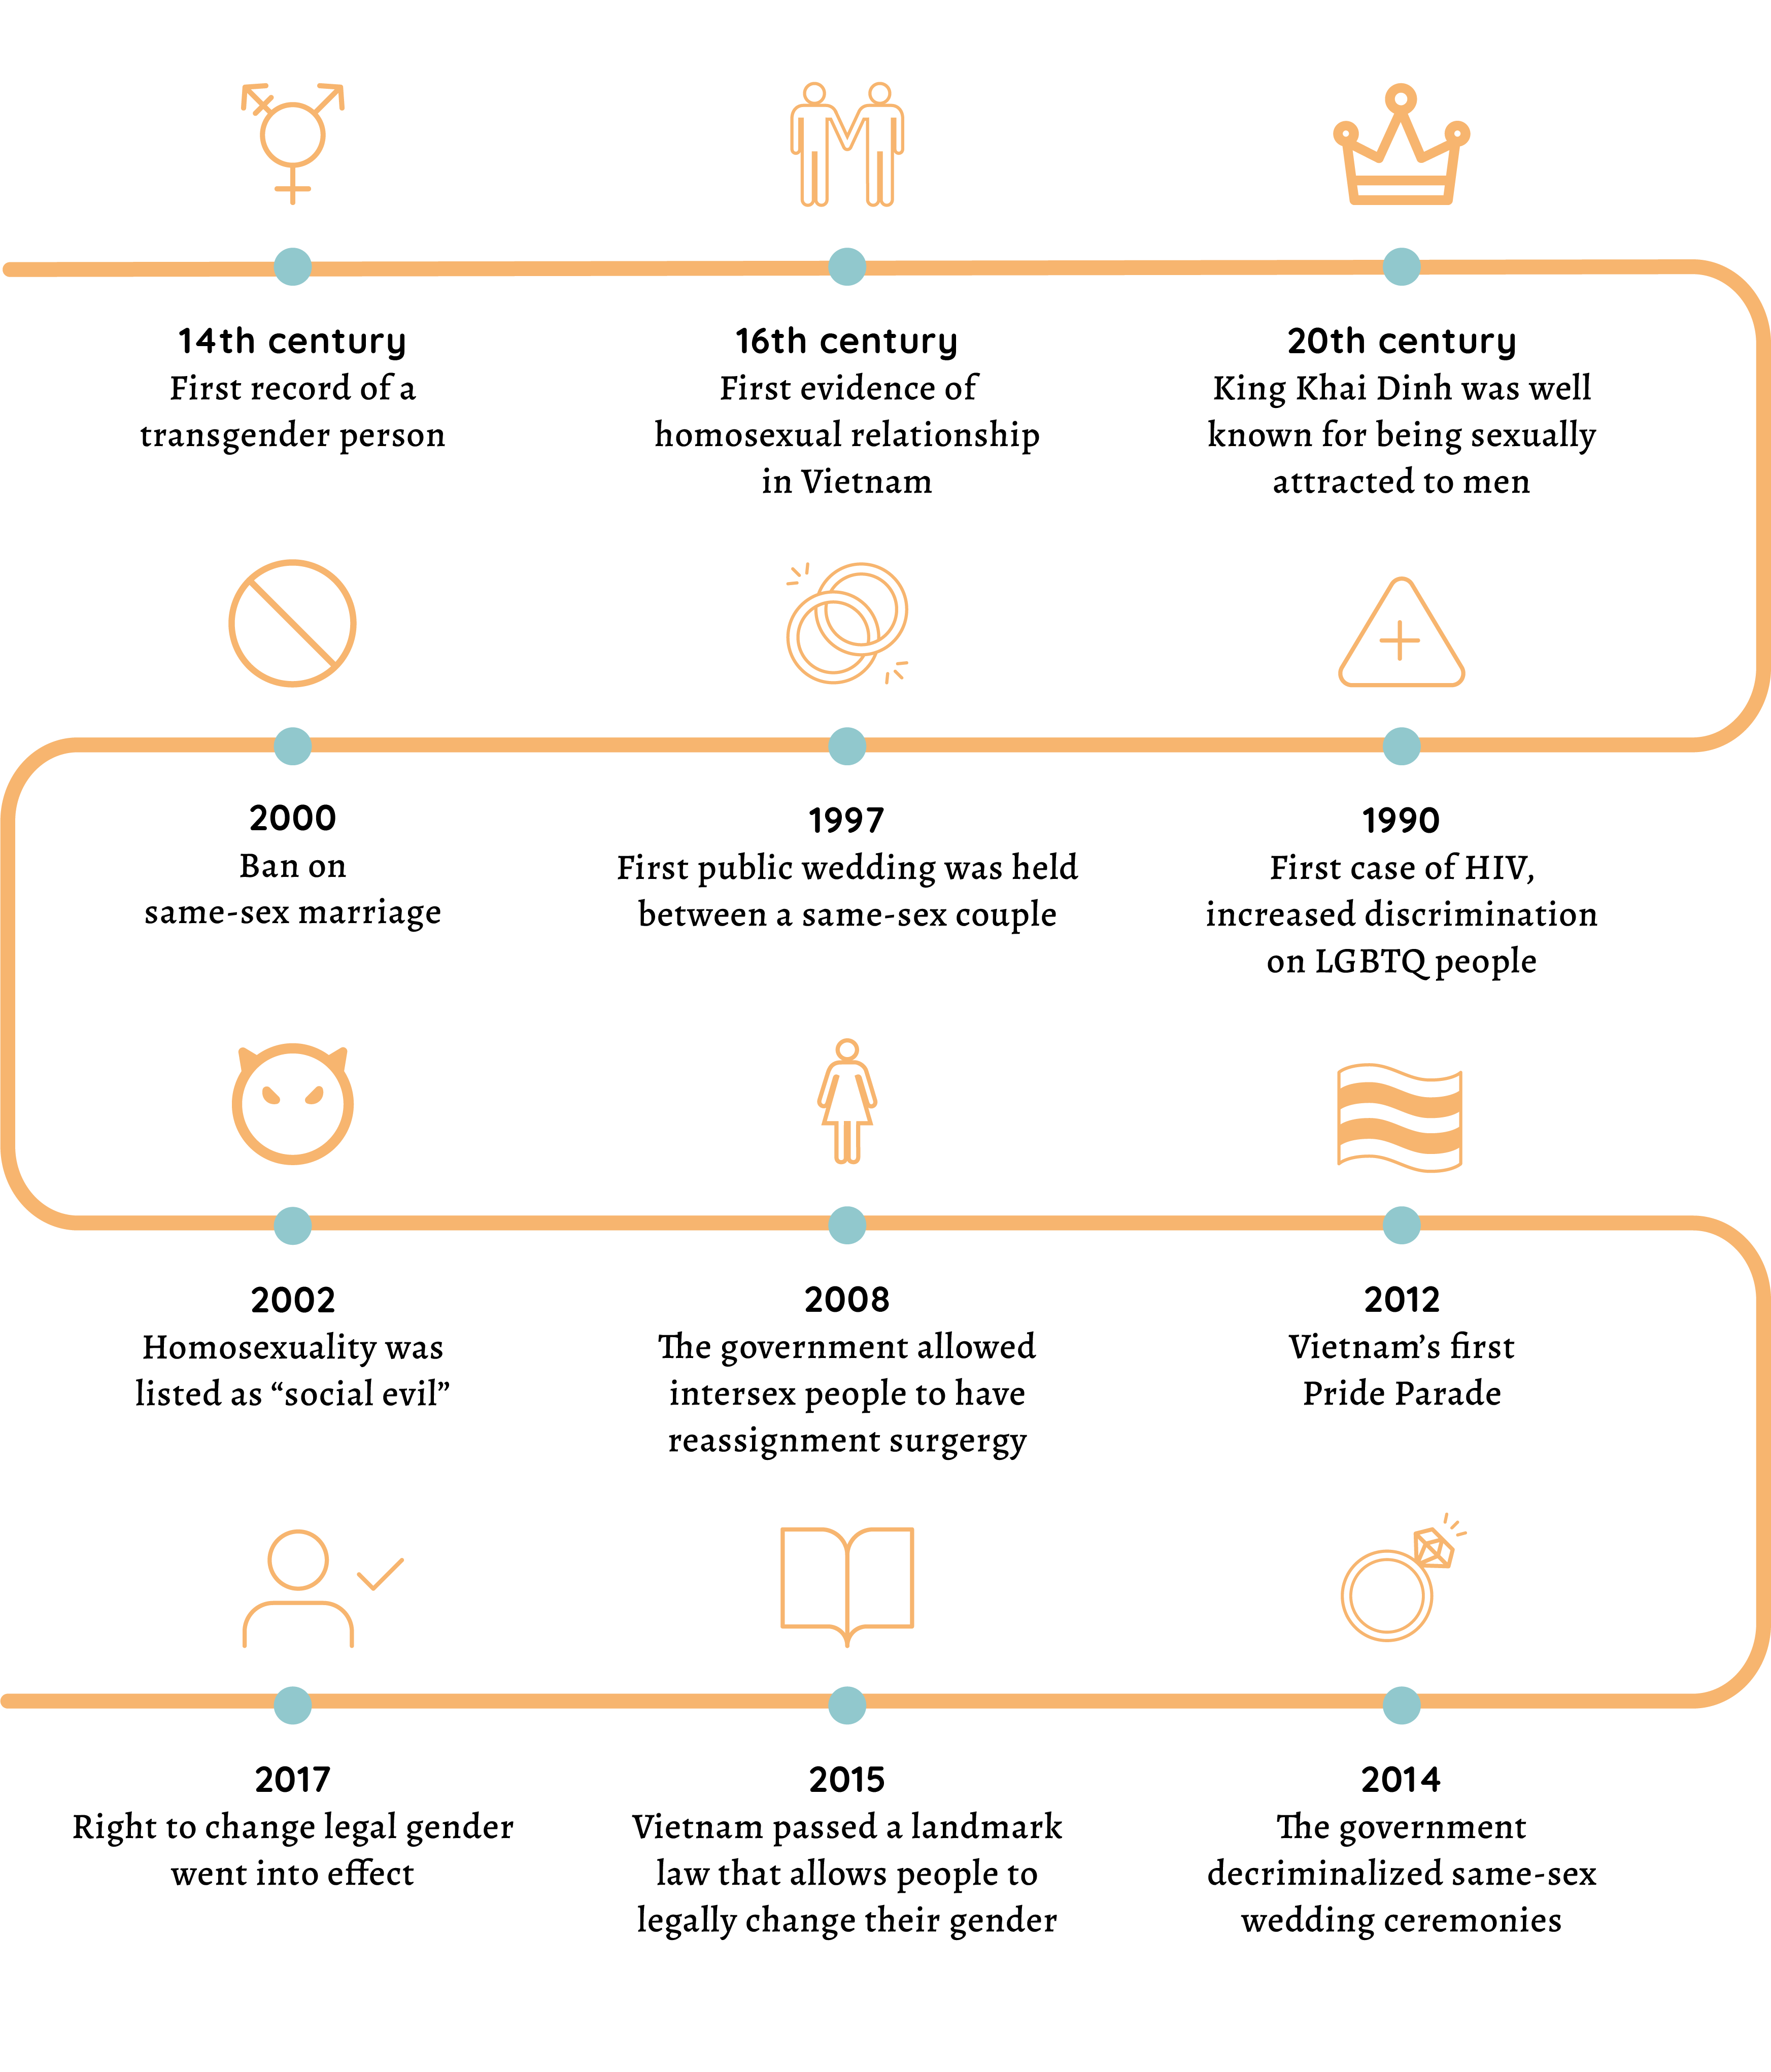 14th century
First record of a
transgender person
16th century
First evidence of
homosexual relationship
in Vietnam
20th century
King Khai Dinh was well
known for being sexually
attracted to men
1990
First case of HIV,
increased discrimination
on LGBTQ people
1997
First public wedding was held
between a same-sex couple
2000
Ban on
same-sex marriage
2002
Homosexuality was
listed as “social evil”
2008
The government allowed
intersex people to have
reassignment surgergy
2012
Vietnam’s first
Pride Parade
2014
The government
decriminalized same-sex
wedding ceremonies
2015
Vietnam passed a landmark
law that allows people to
legally change their gender
2017
Right to change legal gender
went into effect